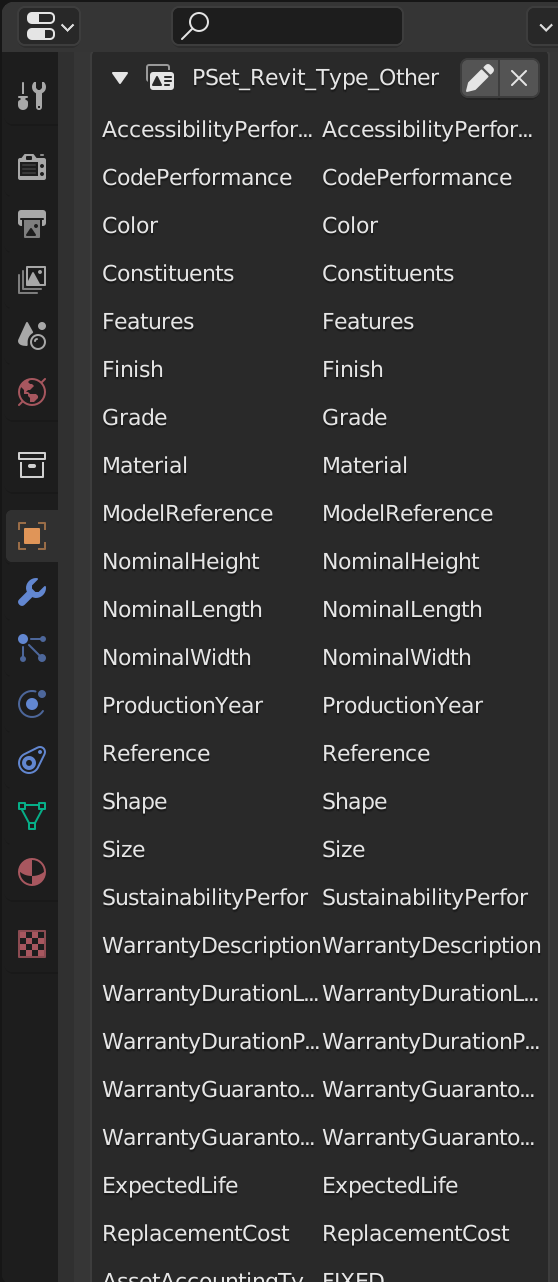 PSet_Revit_Type_Other
AccessibilityPerfor... AccessibilityPerfor...
CodePerformance CodePerformance
Color Color
Constituents Constituents
Features Features
Finish Finish
Grade Grade
Material Material
ModelReference ModelReference
NominalHeight NominalHeight
NominalLength NominalLength
NominalWidth NominalWidth
ProductionYear ProductionYear
Reference Reference
Shape Shape
Size Size
SustainabilityPerfor SustainabilityPerfor
WarrantyDescription WarrantyDescription
WarrantyDurationL... WarrantyDurationL...
WarrantyDurationP... WarrantyDurationP...
WarrantyGuaranto... WarrantyGuaranto...
WarrantyGuaranto... WarrantyGuaranto...
ExpectedLife ExpectedLife
ReplacementCost ReplacementCost
AssetAccountingTy FIXED